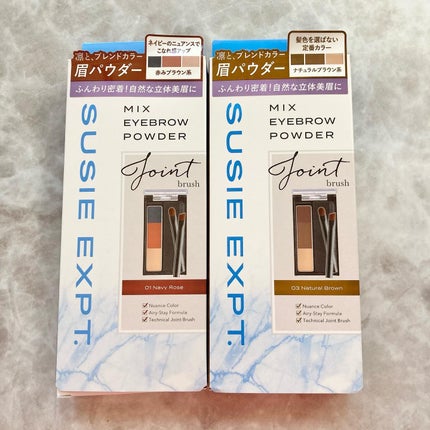 凛と、ブレンドカラー
眉パウダー
ネイビーのニュアンスで
こなれ感アップ
赤みブラウン系
ふんわり密着!自然な立体美眉に
SUSIE EXPT.
MIX
EYEBROW
POWDER
Joint
brush
01 Navy Rose
Nuance Color
Airy-Stay Formula
Technical Joint Brush
凛と、ブレンドカラー
眉パウダー
髪色を選ばない
定番カラー
ナチュラルブラウン系
ふんわり密着!自然な立体美眉に
SUSIE EXPT.
MIX
EYEBROW
POWDER
Joint
brush
03 Natural Brown
Nuance Color
Airy-Stay Formula
Technical Joint Brush